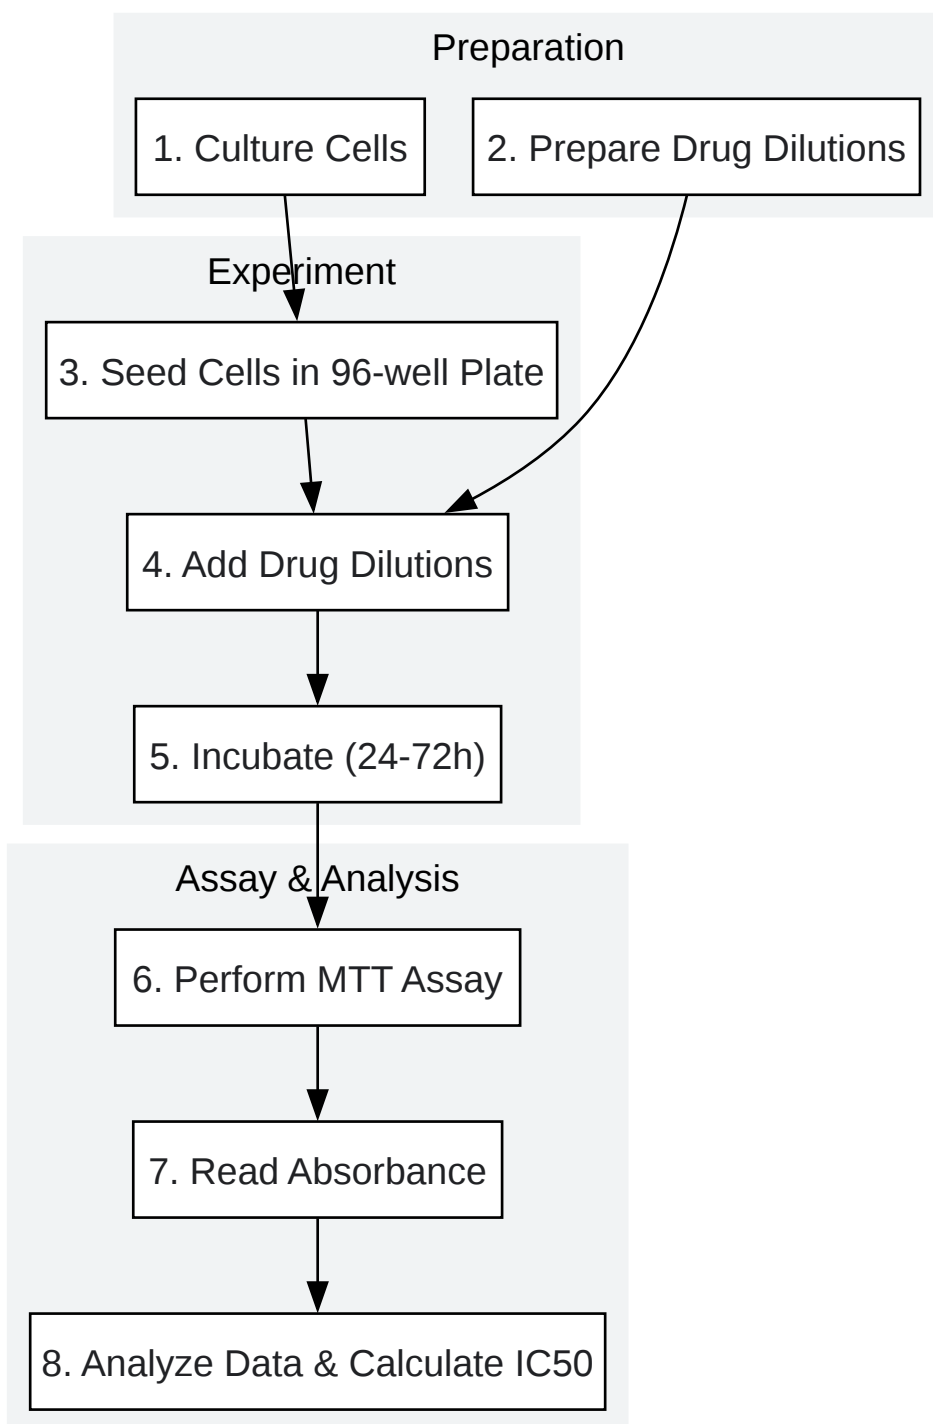 Preparation
1. Culture Cells
2. Prepare Drug Dilutions
Experiment
3. Seed Cells in 96-well Plate
4. Add Drug Dilutions
5. Incubate (24-72h)
Assay & Analysis
6. Perform MTT Assay
7. Read Absorbance
8. Analyze Data & Calculate IC50